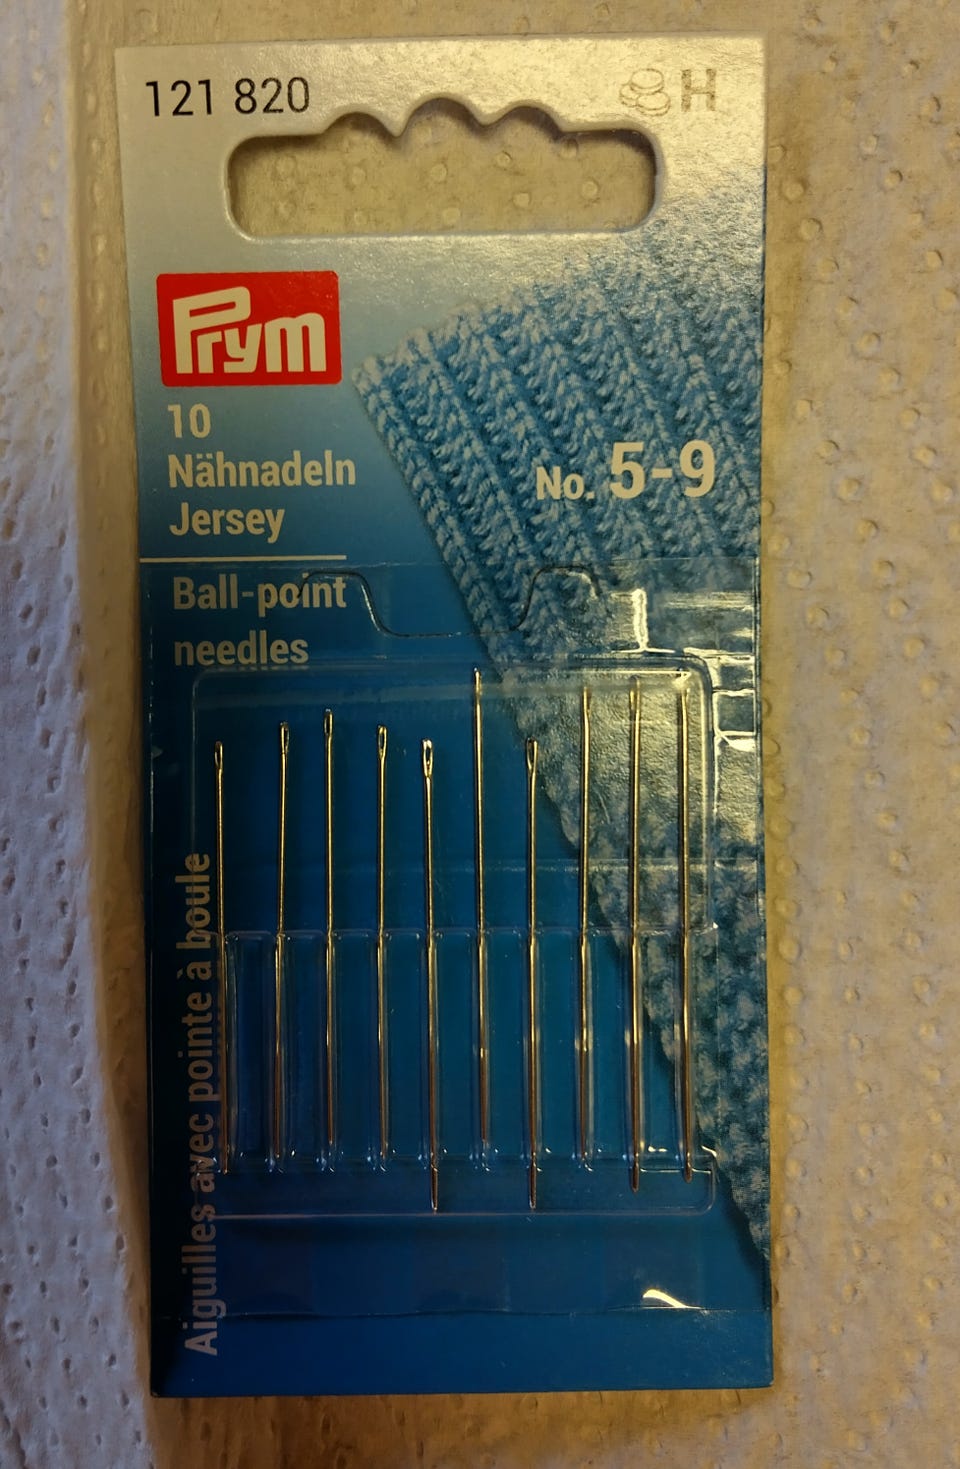 121 820
H
Prym
10
Nähnadeln
Jersey
No. 5-9
Ball-point
needles
Aiguilles avec pointe à boule